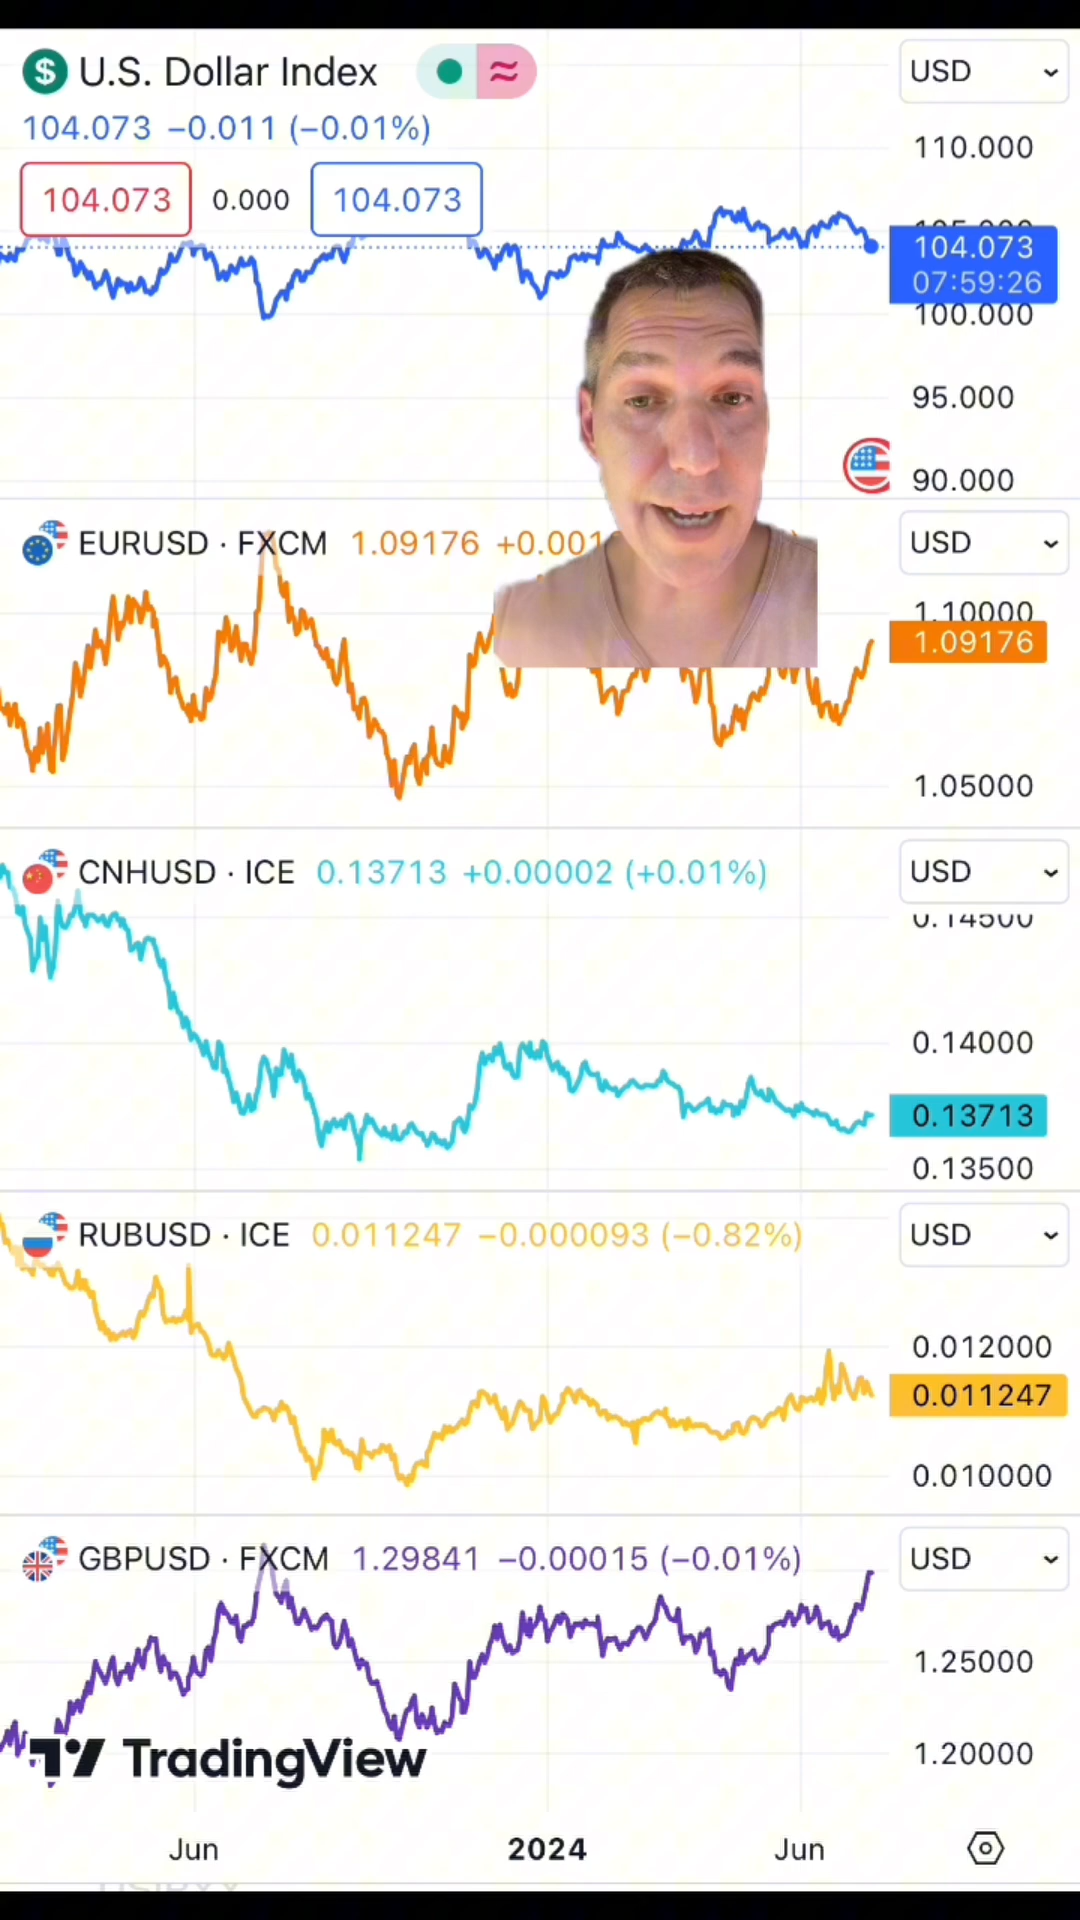 $ U.S. Dollar Index
USD
104.073 −0.011 (−0.01%)
104.073 0.000 104.073
110.000
104.073
07:59:26
100.000
95.000
90.000
EURUSD · FXCM 1.09176 +0.001
USD
1.10000
1.09176
1.05000
CNHUSD · ICE 0.13713 +0.00002 (+0.01%)
USD
0.14500
0.14000
0.13713
0.13500
RUBUSD · ICE 0.011247 −0.000093 (−0.82%)
USD
0.012000
0.011247
0.010000
GBPUSD · FXCM 1.29841 −0.00015 (−0.01%)
USD
1.25000
1.20000
TradingView
Jun 2024 Jun